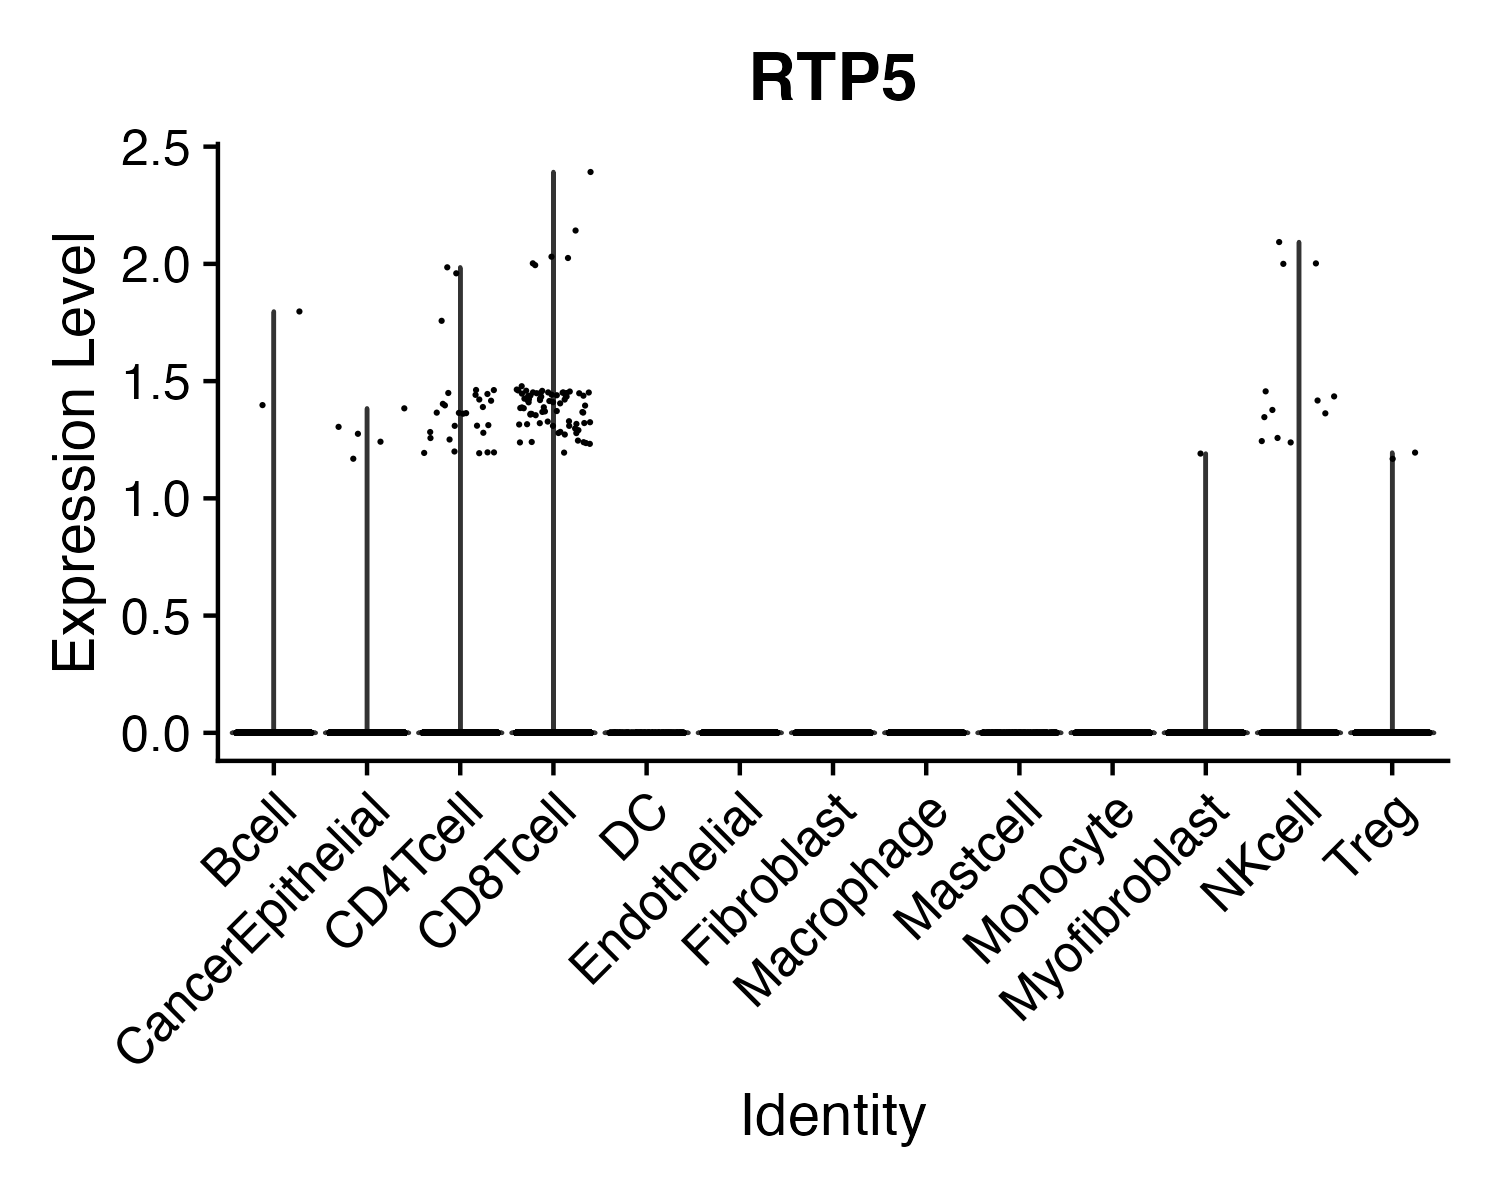 RTP5
2.5
2.0
1.5
1.0
0.5
0.0
Expression Level
Bcell
CancerEpithelial
CD4Tcell
CD8Tcell
DC
Endothelial
Fibroblast
Macrophage
Mastcell
Monocyte
Myofibroblast
NKcell
Treg
Identity